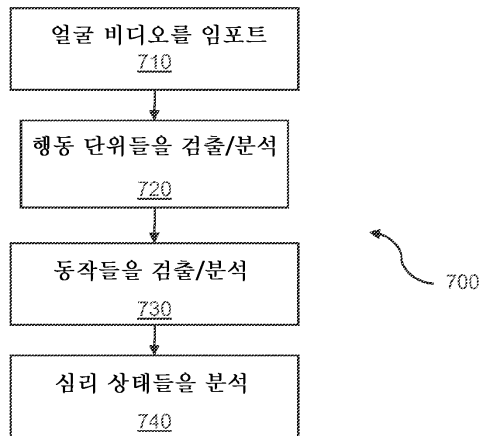 얼굴 비디오를 임포트
710
행동 단위들을 검출/분석
720
동작들을 검출/분석
730
700
심리 상태들을 분석
740